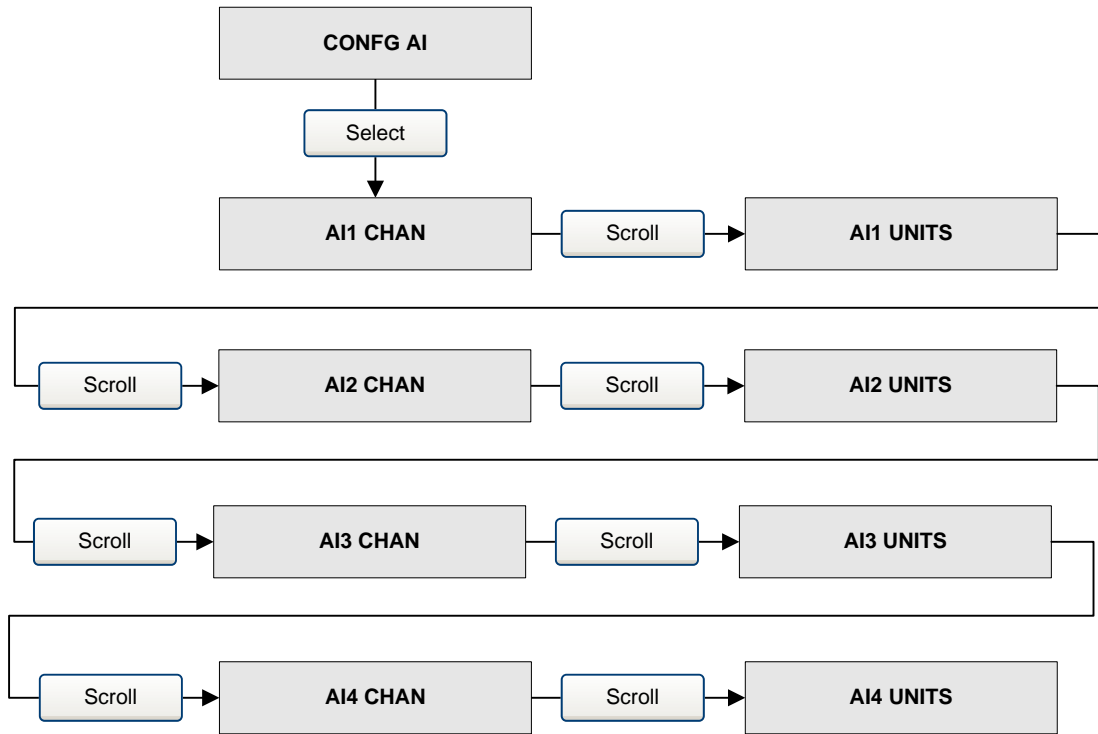 CONFG AI
Select
AI1 CHAN
Scroll
AI1 UNITS
Scroll
AI2 CHAN
Scroll
AI2 UNITS
Scroll
AI3 CHAN
Scroll
AI3 UNITS
Scroll
AI4 CHAN
Scroll
AI4 UNITS